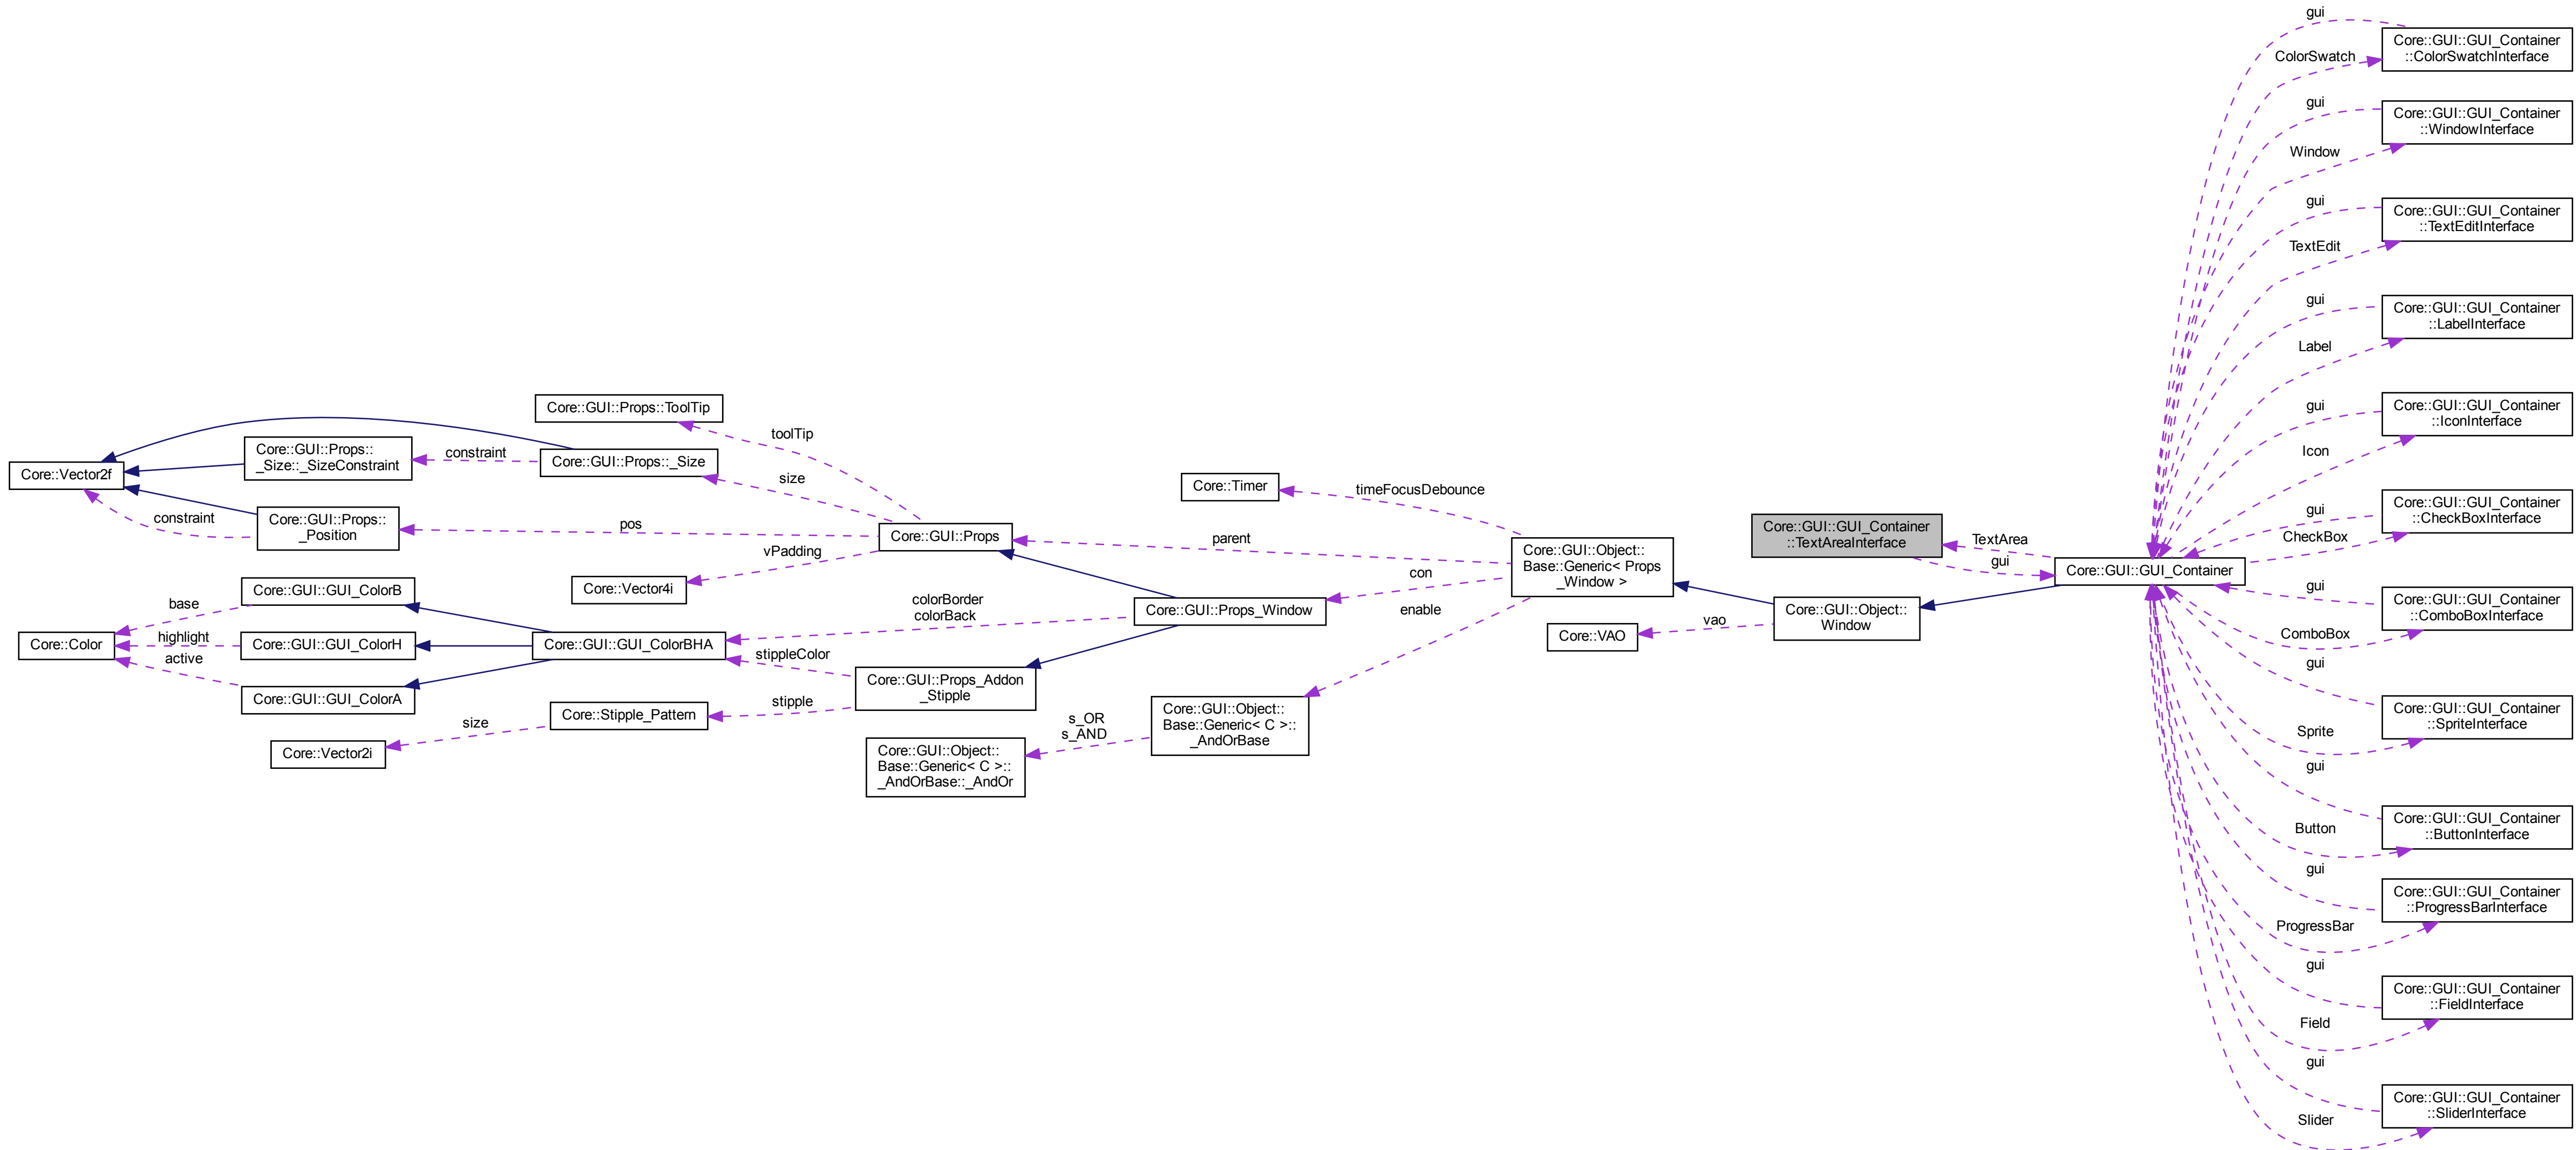 Core::Vector2f
Core::Color
Core::GUI::Props::
_Size::_SizeConstraint
constraint
Core::GUI::Props::
_Position
Core::GUI::GUI_ColorB
base
Core::GUI::GUI_ColorH
highlight
active
Core::GUI::GUI_ColorA
Core::Vector2i
size
Core::GUI::Props::ToolTip
constraint
Core::GUI::Props::_Size
Core::Vector4i
Core::GUI::GUI_ColorBHA
Core::Stipple_Pattern
toolTip
size
pos
vPadding
stippleColor
stipple
Core::GUI::Props
Core::GUI::Props_Addon
_Stipple
Core::GUI::Object::
Base::Generic< C >::
_AndOrBase::_AndOr
colorBorder
colorBack
s_OR
s_AND
Core::Timer
Core::GUI::Props_Window
Core::GUI::Object::
Base::Generic< C >::
_AndOrBase
timeFocusDebounce
parent
con
enable
Core::GUI::Object::
Base::Generic< Props
_Window >
Core::VAO
vao
Core::GUI::GUI_Container
::TextAreaInterface
Core::GUI::Object::
Window
TextArea
gui
Core::GUI::GUI_Container
gui
ColorSwatch
gui
Window
gui
TextEdit
gui
Label
gui
Icon
gui
CheckBox
gui
ComboBox
gui
Sprite
gui
Button
gui
ProgressBar
gui
Field
gui
Slider
Core::GUI::GUI_Container
::ColorSwatchInterface
Core::GUI::GUI_Container
::WindowInterface
Core::GUI::GUI_Container
::TextEditInterface
Core::GUI::GUI_Container
::LabelInterface
Core::GUI::GUI_Container
::IconInterface
Core::GUI::GUI_Container
::CheckBoxInterface
Core::GUI::GUI_Container
::ComboBoxInterface
Core::GUI::GUI_Container
::SpriteInterface
Core::GUI::GUI_Container
::ButtonInterface
Core::GUI::GUI_Container
::ProgressBarInterface
Core::GUI::GUI_Container
::FieldInterface
Core::GUI::GUI_Container
::SliderInterface